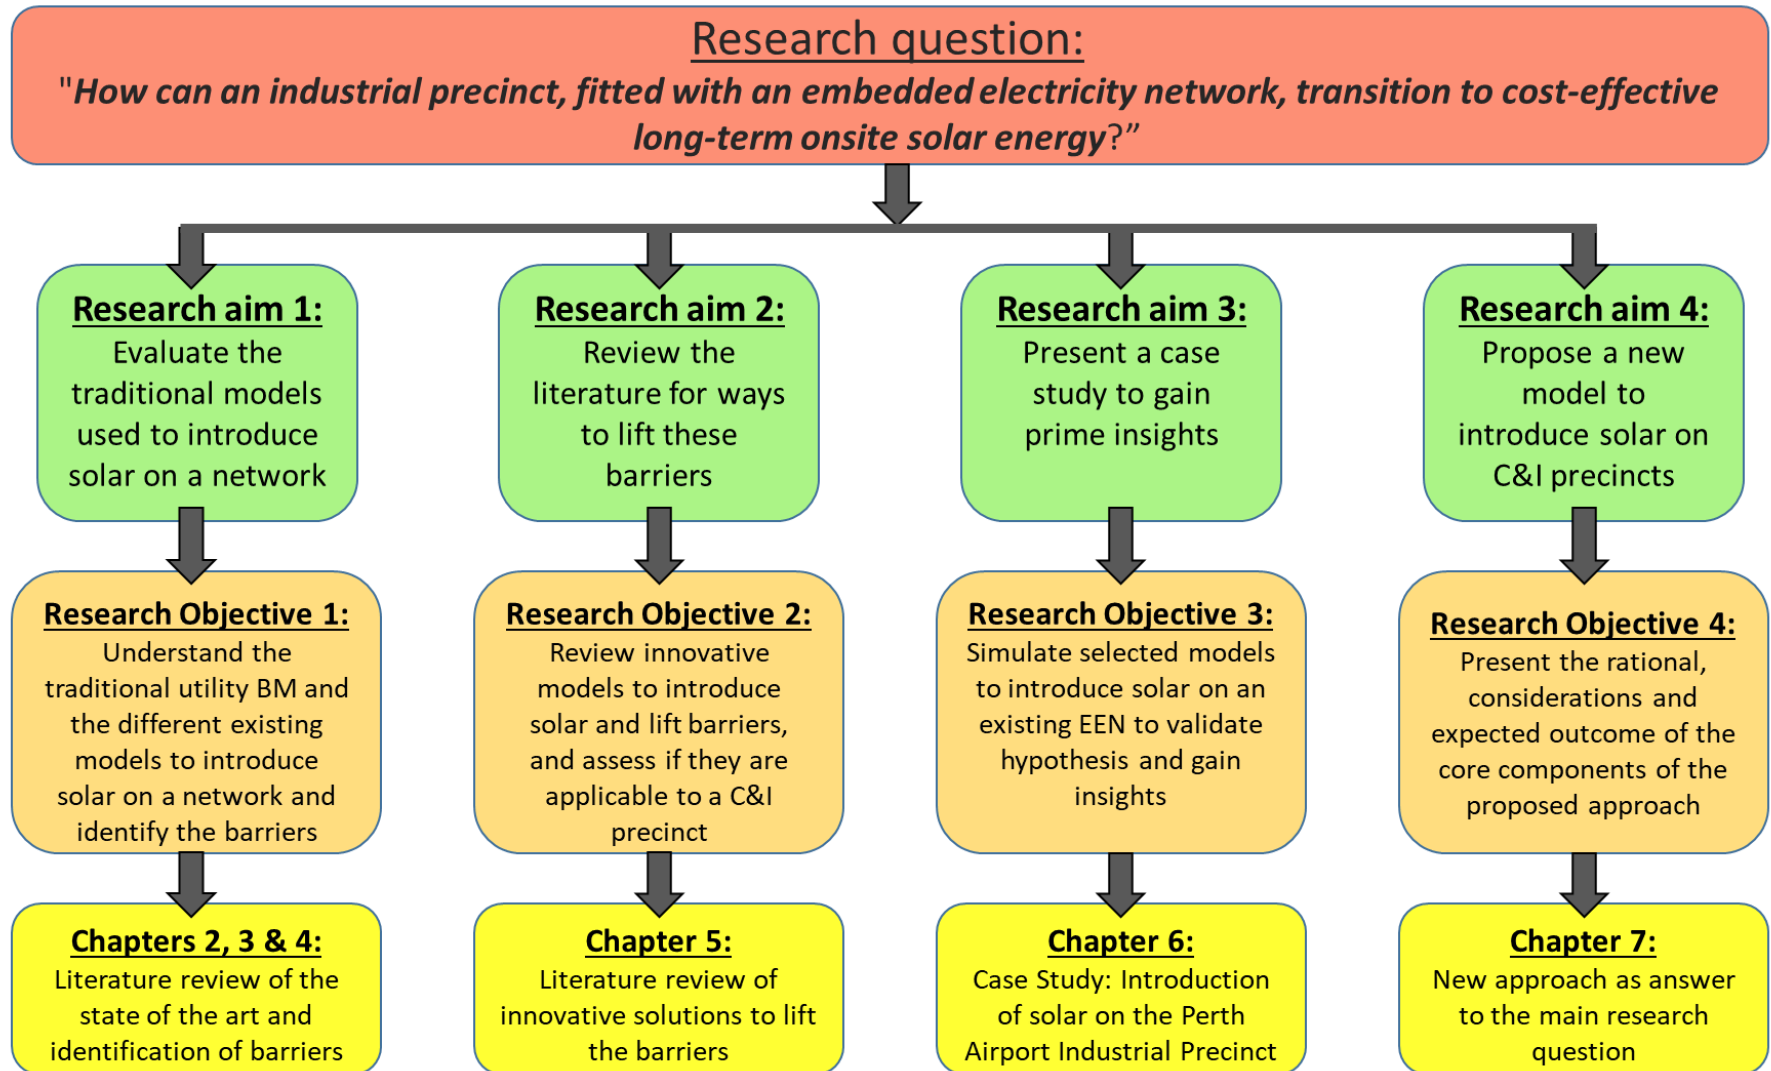 Research question:
"How can an industrial precinct, fitted with an embedded electricity network, transition to cost-effective
long-term onsite solar energy?”
Research aim 1:
Evaluate the
traditional models
used to introduce
solar on a network
Research aim 2:
Review the
literature for ways
to lift these
barriers
Research aim 3:
Present a case
study to gain
prime insights
Research aim 4:
Propose a new
model to
introduce solar on
C&I precincts
Research Objective 1:
Understand the
traditional utility BM and
the different existing
models to introduce
solar on a network and
identify the barriers
Research Objective 2:
Review innovative
models to introduce
solar and lift barriers,
and assess if they are
applicable to a C&I
precinct
Research Objective 3:
Simulate selected models
to introduce solar on an
existing EEN to validate
hypothesis and gain
insights
Research Objective 4:
Present the rational,
considerations and
expected outcome of the
core components of the
proposed approach
Chapters 2, 3 & 4:
Literature review of the
state of the art and
identification of barriers
Chapter 5:
Literature review of
innovative solutions to lift
the barriers
Chapter 6:
Case Study: Introduction
of solar on the Perth
Airport Industrial Precinct
Chapter 7:
New approach as answer
to the main research
question